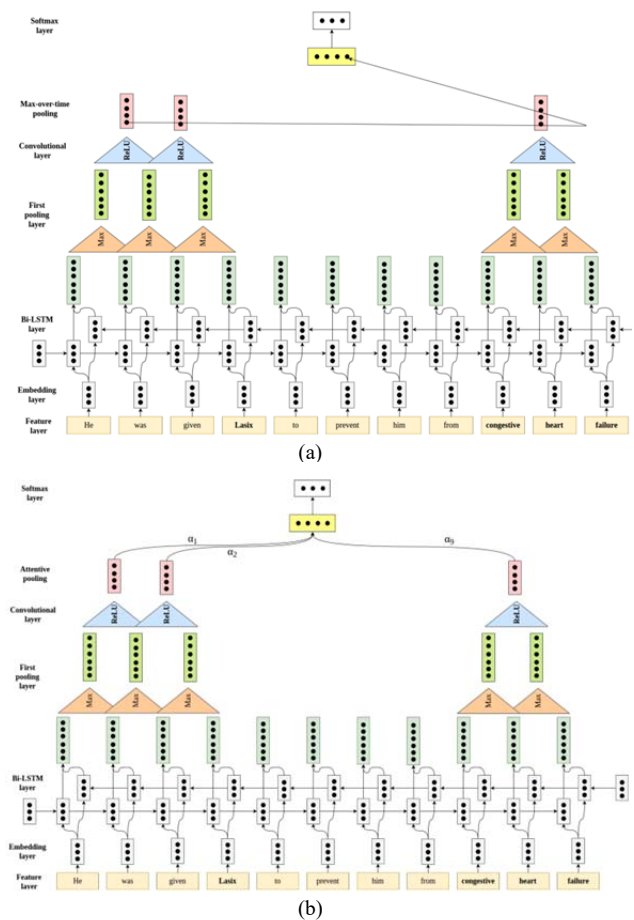 Softmax
layer
Max-over-time
pooling
Convolutional
layer
ReLU
ReLU
ReLU
First
pooling
layer
Max
Max
Max
Max
Max
Bi-LSTM
layer
Embedding
layer
Feature
layer
He
was
given
Lasix
to
prevent
him
from
congestive
heart
failure
(a)
Softmax
layer
α1
α2
α9
Attentive
pooling
Convolutional
layer
ReLU
ReLU
ReLU
First
pooling
layer
Max
Max
Max
Max
Max
Bi-LSTM
layer
Embedding
layer
Feature
layer
He
was
given
Lasix
to
prevent
him
from
congestive
heart
failure
(b)